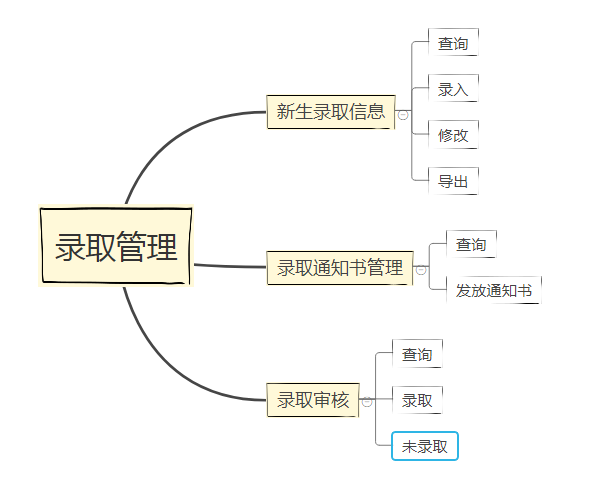 录取管理
新生录取信息
查询
录入
修改
导出
录取通知书管理
查询
发放通知书
录取审核
查询
录取
未录取